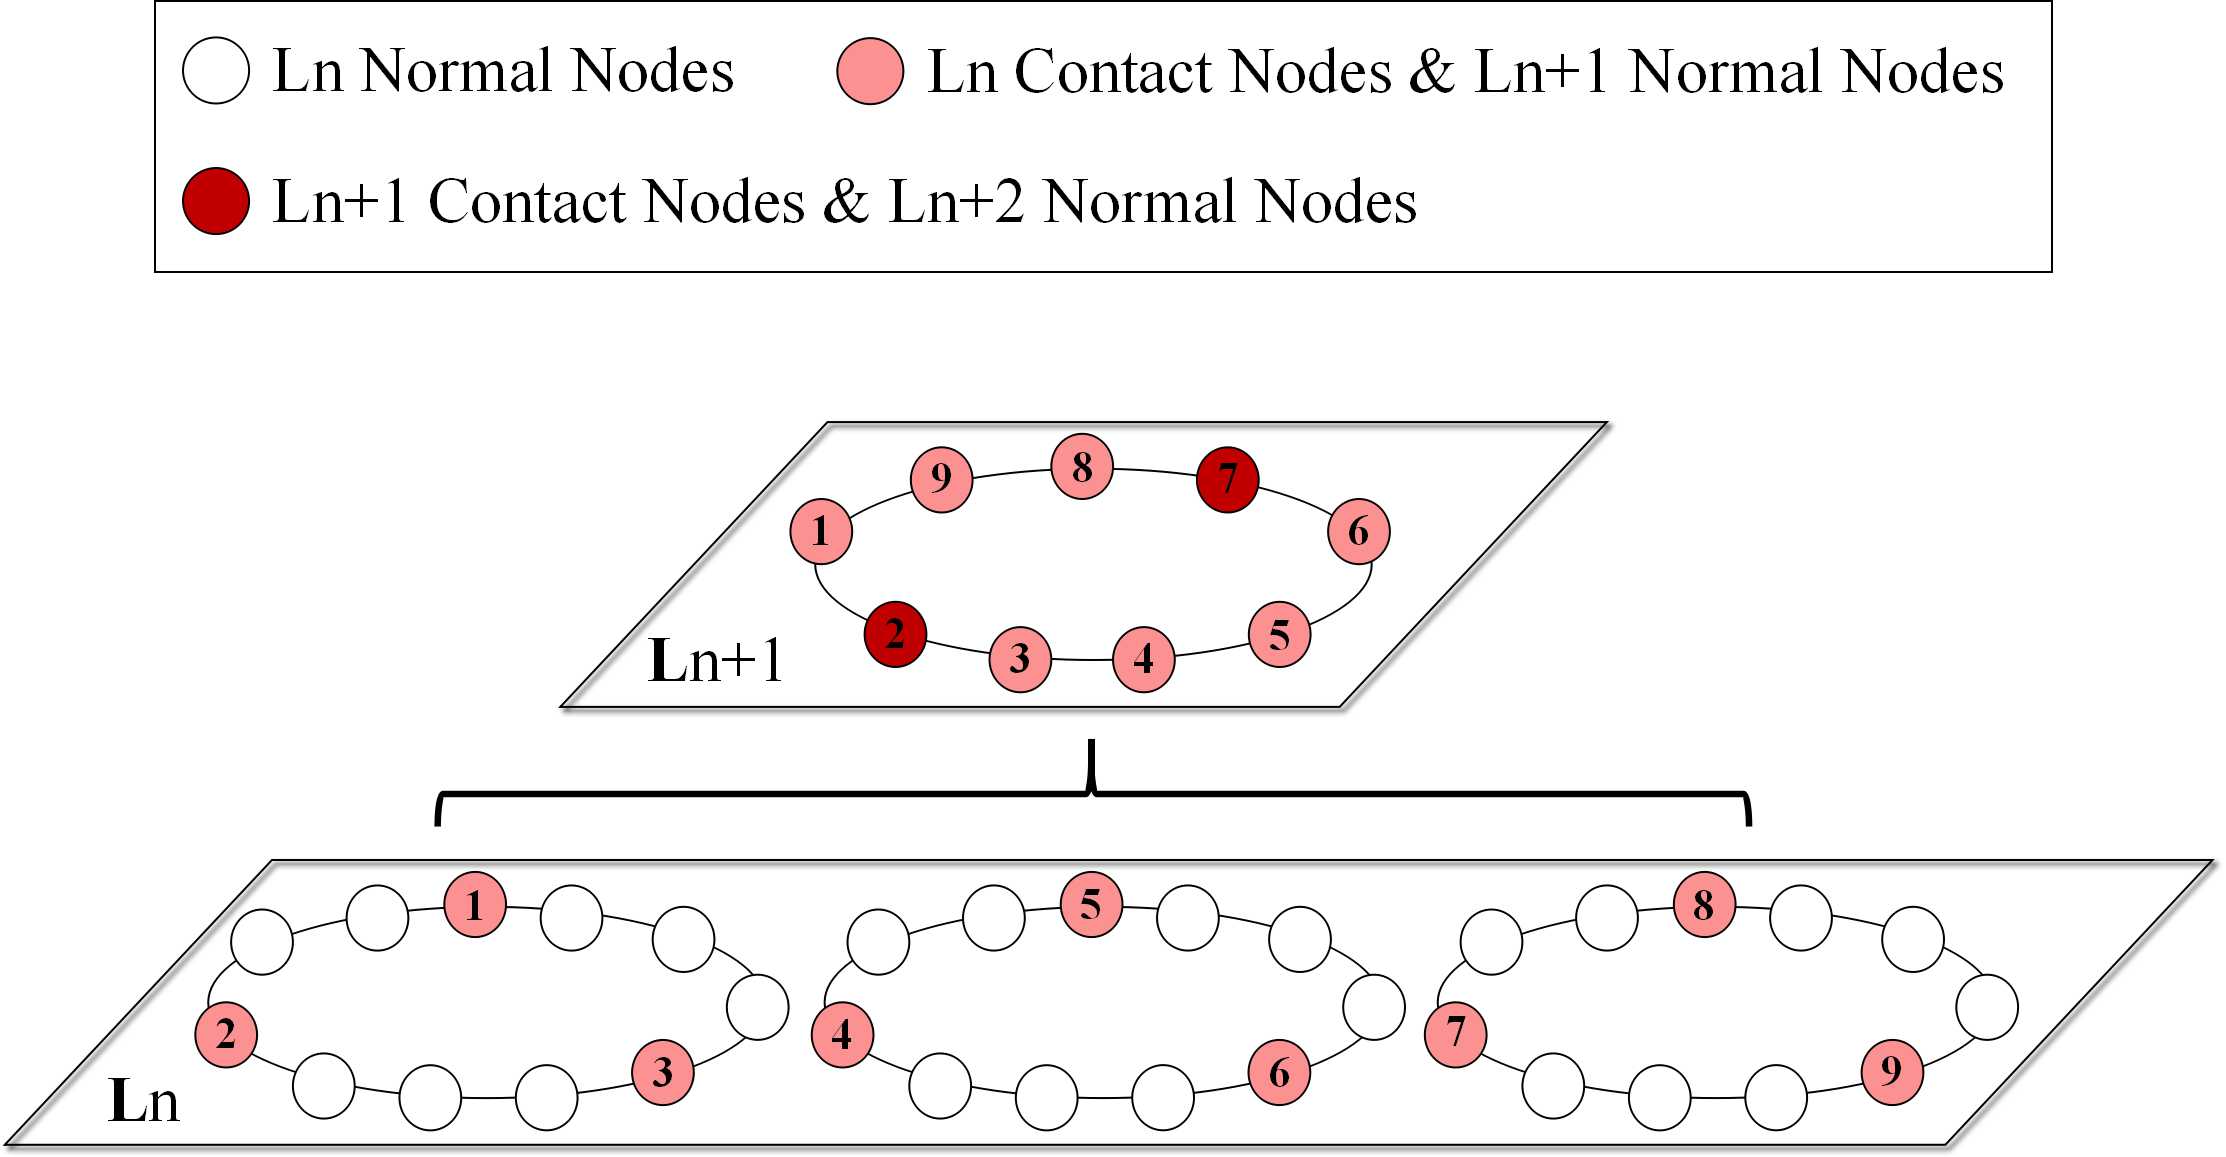 Ln Normal Nodes
Ln Contact Nodes & Ln+1 Normal Nodes
Ln+1 Contact Nodes & Ln+2 Normal Nodes
9 8 7
1 6
2 3 4 5
Ln+1
1 5 8
2 4 7
3 6 9
Ln